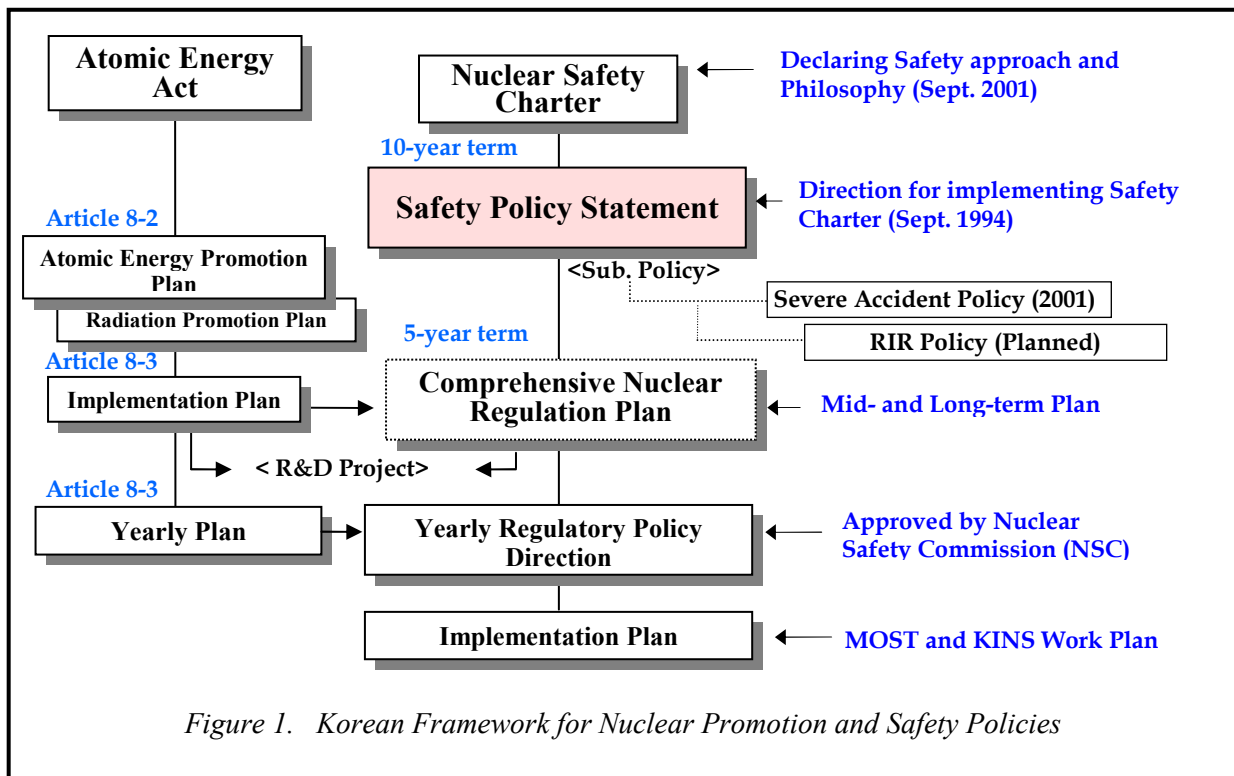 Atomic Energy
Act
Nuclear Safety
Charter
Declaring Safety approach and
Philosophy (Sept. 2001)
10-year term
Safety Policy Statement
Direction for implementing Safety
Charter (Sept. 1994)
Article 8-2
Atomic Energy Promotion
Plan
Radiation Promotion Plan
<Sub. Policy>
Severe Accident Policy (2001)
RIR Policy (Planned)
5-year term
Article 8-3
Implementation Plan
Comprehensive Nuclear
Regulation Plan
Mid- and Long-term Plan
< R&D Project>
Article 8-3
Yearly Plan
Yearly Regulatory Policy
Direction
Approved by Nuclear
Safety Commission (NSC)
Implementation Plan
MOST and KINS Work Plan
Figure 1. Korean Framework for Nuclear Promotion and Safety Policies